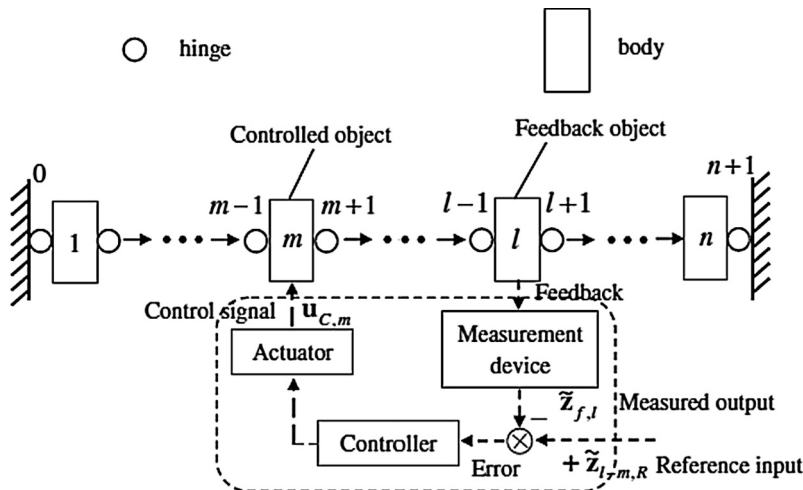 hinge
body
Controlled object
Feedback object
0
n+1
m−1
m+1
l−1
l+1
1
m
l
n
Feedback
Control signal
u_{C,m}
Actuator
Measurement
device
z̃_{f,l}
−
Measured output
Controller
Error
+ z̃_{l-m,R} Reference input